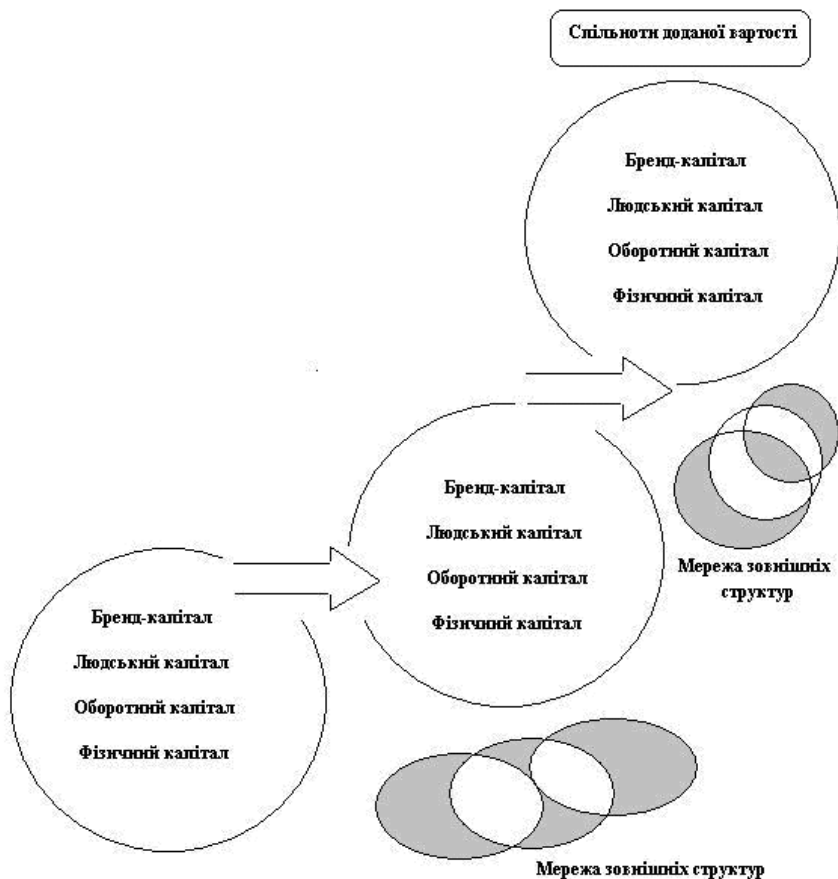 Спільноти доданої вартості
Бренд-капітал
Людський капітал
Оборотний капітал
Фізичний капітал
Бренд-капітал
Людський капітал
Оборотний капітал
Фізичний капітал
Мережа зовнішніх
структур
Бренд-капітал
Людський капітал
Оборотний капітал
Фізичний капітал
Мережа зовнішніх структур